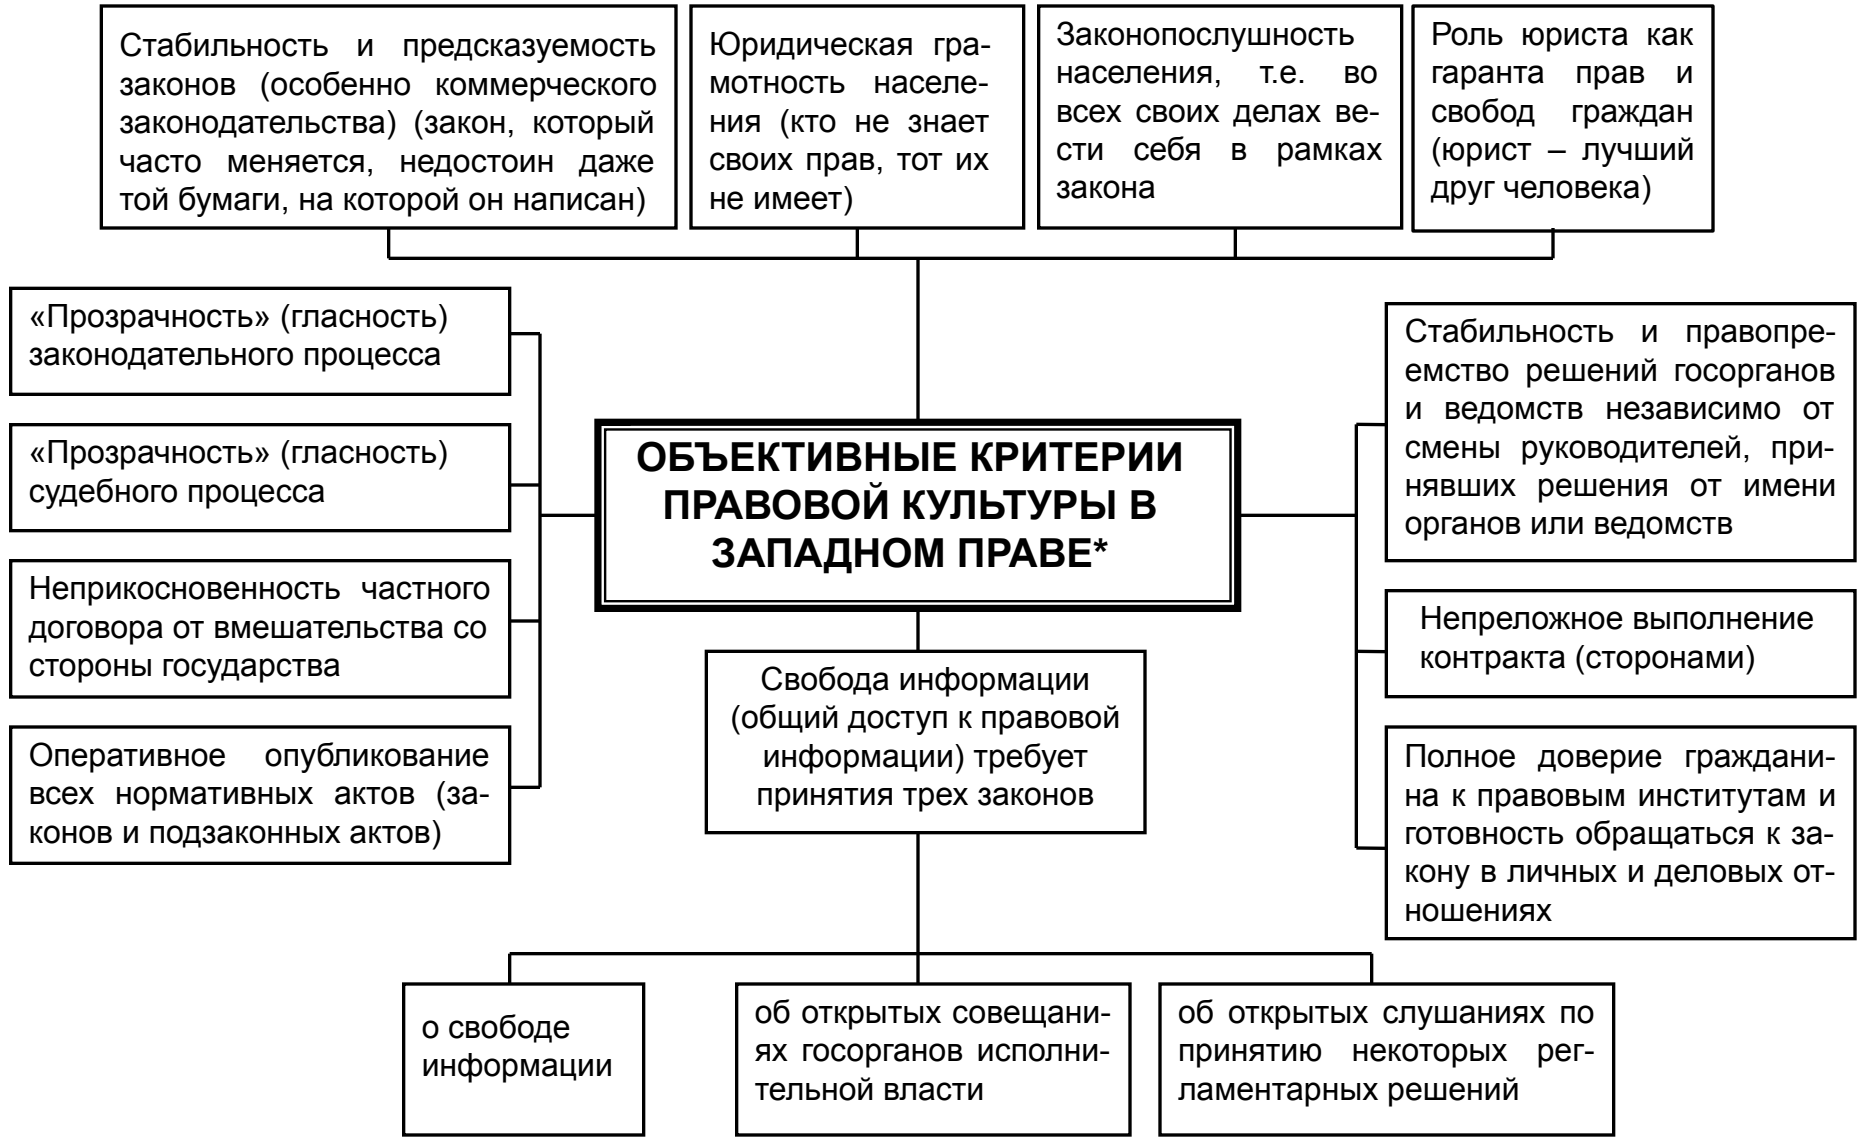 Стабильность и предсказуемость
законов (особенно коммерческого
законодательства) (закон, который
часто меняется, недостоин даже
той бумаги, на которой он написан)
Юридическая гра-
мотность населе-
ния (кто не знает
своих прав, тот их
не имеет)
Законопослушность
населения, т.е. во
всех своих делах ве-
сти себя в рамках
закона
Роль юриста как
гаранта прав и
свобод граждан
(юрист – лучший
друг человека)
«Прозрачность» (гласность)
законодательного процесса
«Прозрачность» (гласность)
судебного процесса
Неприкосновенность частного
договора от вмешательства со
стороны государства
Оперативное опубликование
всех нормативных актов (за-
конов и подзаконных актов)
ОБЪЕКТИВНЫЕ КРИТЕРИИ
ПРАВОВОЙ КУЛЬТУРЫ В
ЗАПАДНОМ ПРАВЕ*
Свобода информации
(общий доступ к правовой
информации) требует
принятия трех законов
Стабильность и правопре-
емство решений госорганов
и ведомств независимо от
смены руководителей, при-
нявших решения от имени
органов или ведомств
Непреложное выполнение
контракта (сторонами)
Полное доверие граждани-
на к правовым институтам и
готовность обращаться к за-
кону в личных и деловых от-
ношениях
о свободе
информации
об открытых совещани-
ях госорганов исполни-
тельной власти
об открытых слушаниях по
принятию некоторых рег-
ламентарных решений